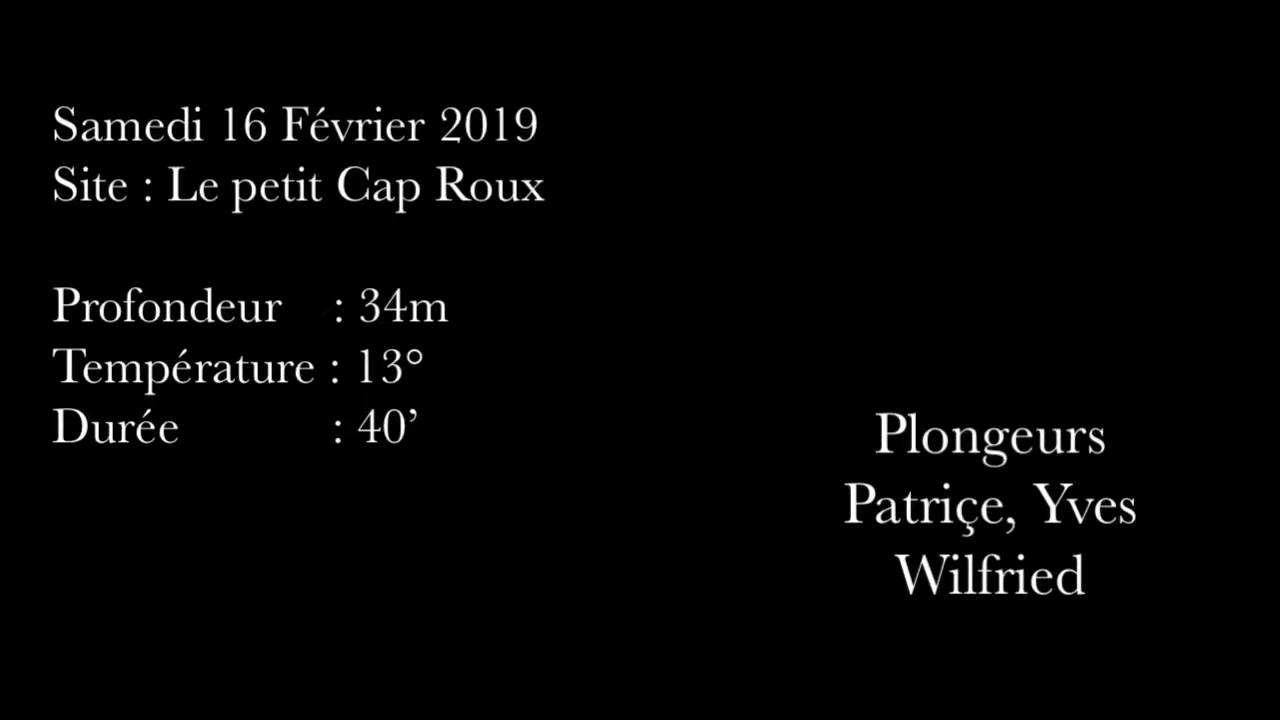 Samedi 16 Février 2019
Site : Le petit Cap Roux
Profondeur : 34m
Température : 13°
Durée : 40’
Plongeurs
Patriçe, Yves
Wilfried